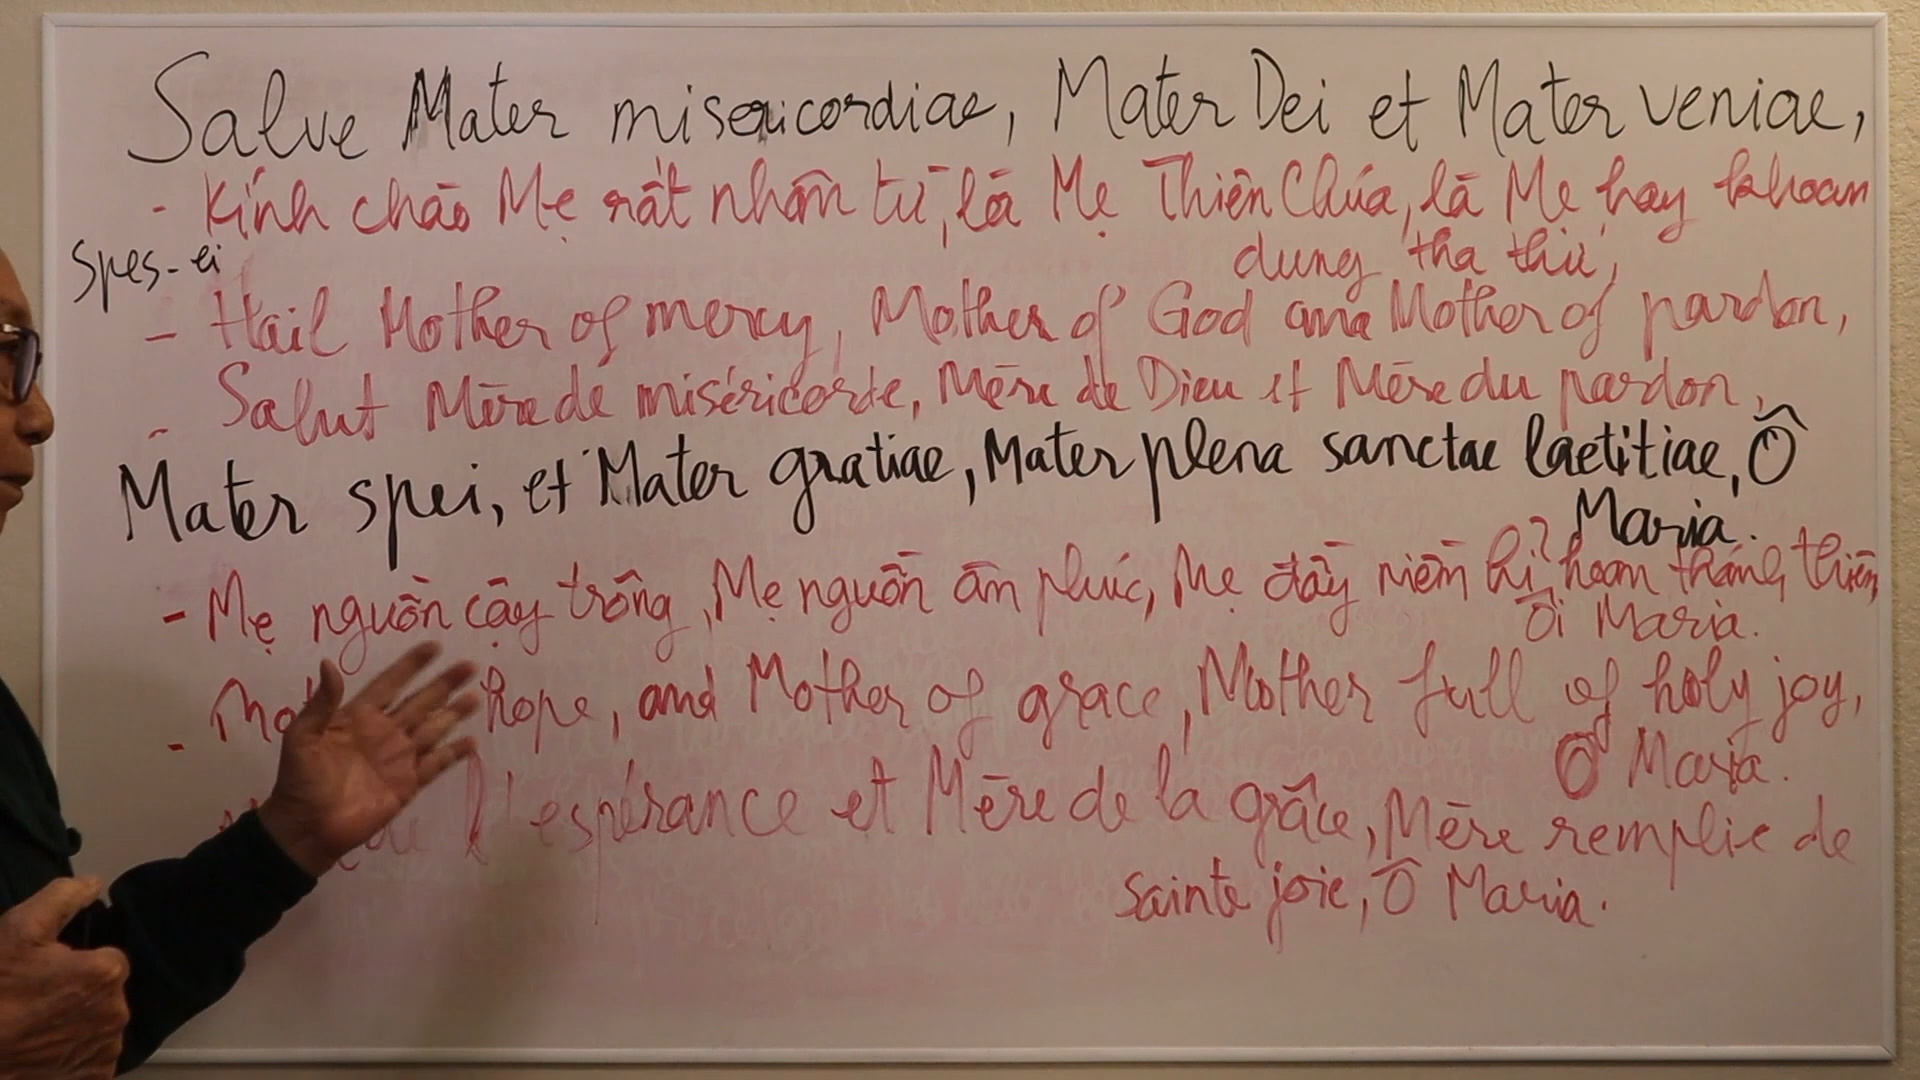 Salve Mater misericordiae, Mater Dei et Mater veniae,
- Kính chào Mẹ rất nhân từ, là Mẹ Thiên Chúa, là Mẹ hay khoan
dung, tha thứ,
Spes-ei
- Hail Mother of mercy, Mother of God and Mother of pardon,
- Salut Mère de miséricorde, Mère de Dieu et Mère du pardon,
Mater spei, et Mater gratiae, Mater plena sanctae laetitiae, Ô
Maria.
- Mẹ nguồn cậy trông, Mẹ nguồn ân phúc, Mẹ đầy niềm hỉ hoan thánh thiện,
Ôi Maria.
- hope, and Mother of grace, Mother full of holy joy,
O Maria.
de l'espérance et Mère de la grâce, Mère remplie de
sainte joie, Ô Maria.